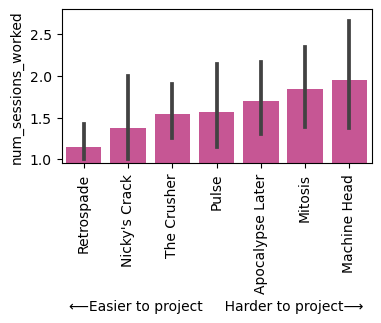 num_sessions_worked
2.5
2.0
1.5
1.0
Retrospade
Nicky's Crack
The Crusher
Pulse
Apocalypse Later
Mitosis
Machine Head
⟵Easier to project
Harder to project⟶